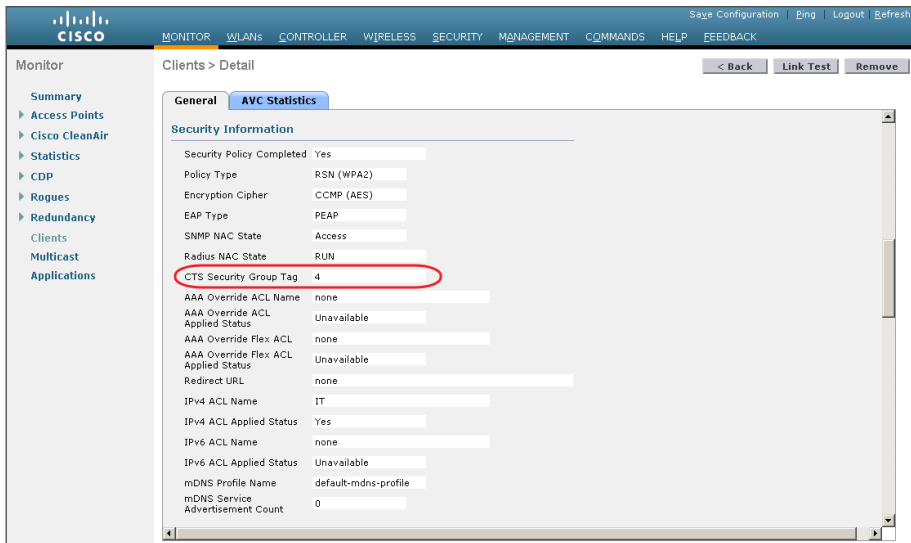 Save Configuration | Ping | Logout | Refresh
CISCO
MONITOR WLANs CONTROLLER WIRELESS SECURITY MANAGEMENT COMMANDS HELP FEEDBACK
Monitor
Clients > Detail
< Back
Link Test
Remove
Summary
Access Points
Cisco CleanAir
Statistics
CDP
Rogues
Redundancy
Clients
Multicast
Applications
General
AVC Statistics
Security Information
Security Policy Completed Yes
Policy Type RSN (WPA2)
Encryption Cipher CCMP (AES)
EAP Type PEAP
SNMP NAC State Access
Radius NAC State RUN
CTS Security Group Tag 4
AAA Override ACL Name none
AAA Override ACL
Applied Status Unavailable
AAA Override Flex ACL none
AAA Override Flex ACL
Applied Status Unavailable
Redirect URL none
IPv4 ACL Name IT
IPv4 ACL Applied Status Yes
IPv6 ACL Name none
IPv6 ACL Applied Status Unavailable
mDNS Profile Name default-mdns-profile
mDNS Service
Advertisement Count 0